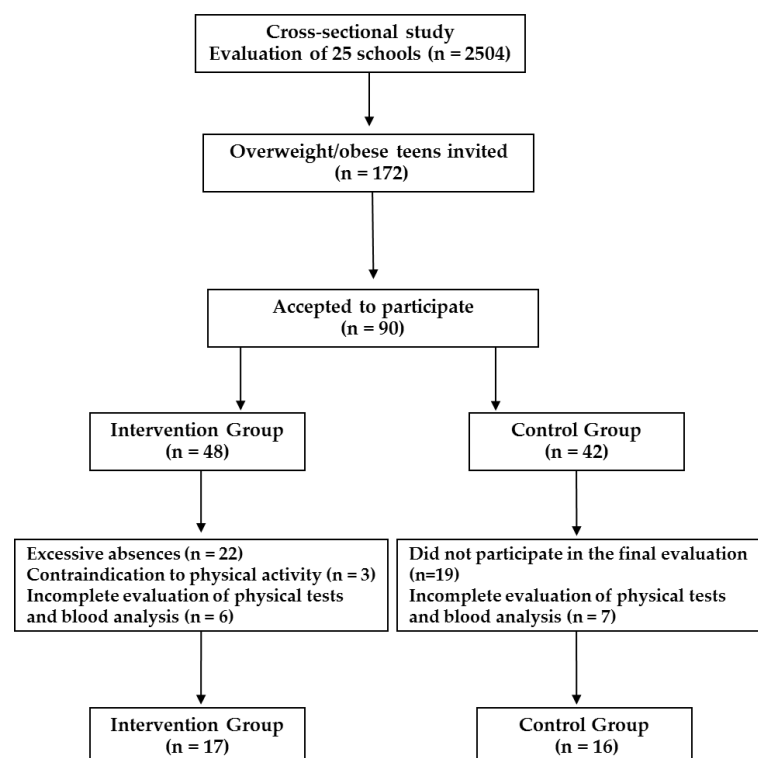 Cross-sectional study
Evaluation of 25 schools (n = 2504)
Overweight/obese teens invited
(n = 172)
Accepted to participate
(n = 90)
Intervention Group
(n = 48)
Control Group
(n = 42)
Excessive absences (n = 22)
Contraindication to physical activity (n = 3)
Incomplete evaluation of physical tests
and blood analysis (n = 6)
Did not participate in the final evaluation
(n=19)
Incomplete evaluation of physical tests
and blood analysis (n = 7)
Intervention Group
(n = 17)
Control Group
(n = 16)